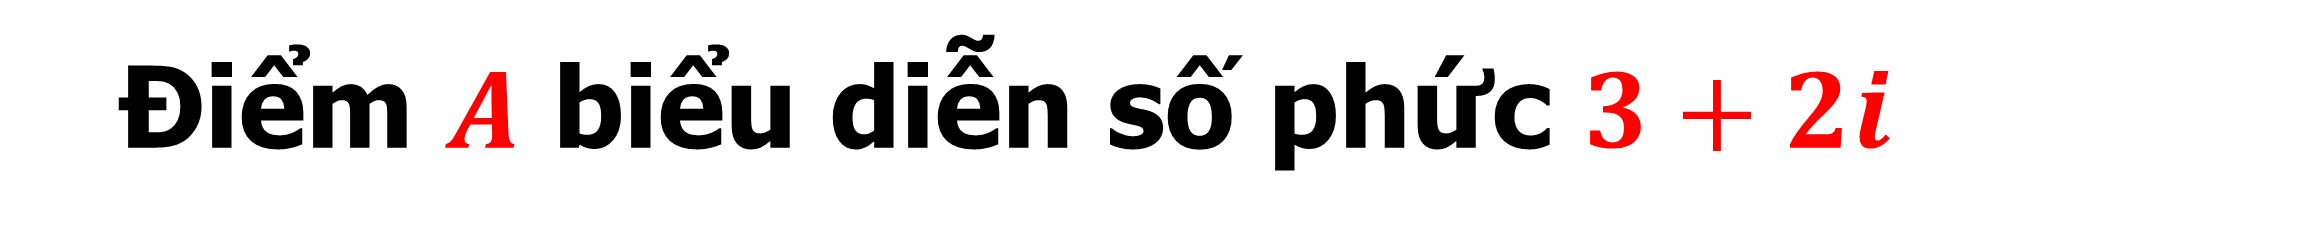 Điểm A biểu diễn số phức 3 + 2i